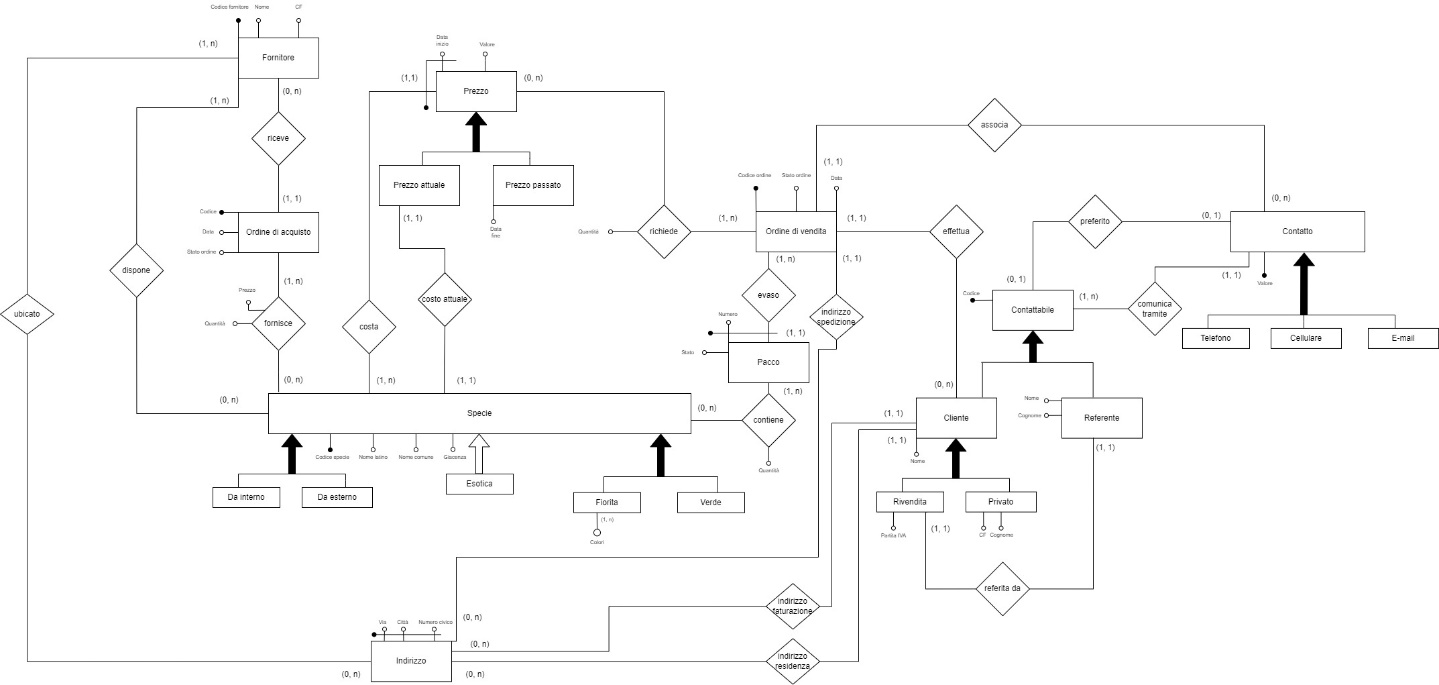 Codice fornitore Nome CF
(1, n)
Fornitore
(1, n)
(0, n)
riceve
(1, 1)
Codice
Data
Stato ordine
Ordine di acquisto
(1, n)
Prezzo
Quantità
fornisce
(0, n)
dispone
(0, n)
ubicato
Data
inizio
Valore
(1,1)
Prezzo
(0, n)
Prezzo attuale
Prezzo passato
(1, 1)
Data
fine
costa
costo attuale
(1, n)
(1, 1)
Quantità
richiede
(1, n)
Codice ordine Stato ordine Data
(1, 1)
Ordine di vendita
(1, 1)
(1, n)
(1, 1)
evaso
indirizzo
spedizione
Numero
(1, 1)
Stato
Pacco
(1, n)
contiene
(0, n)
Quantità
associa
(0, n)
effettua
(0, n)
preferito
(0, 1)
(0, 1)
Contatto
(1, 1)
Valore
Codice
Contattabile
(1, n)
comunica
tramite
Telefono
Cellulare
E-mail
Specie
Codice specie Nome latino Nome comune Giacenza
Da interno
Da esterno
Esotica
Fiorita
Verde
(1, n)
Colori
(1, 1)
Cliente
(1, 1)
Nome
Nome
Cognome
Referente
(1, 1)
Rivendita
Privato
Partita IVA
(1, 1)
CF Cognome
referita da
indirizzo
fatturazione
indirizzo
residenza
(0, n)
Via Città Numero civico
(0, n)
Indirizzo
(0, n)
(0, n)